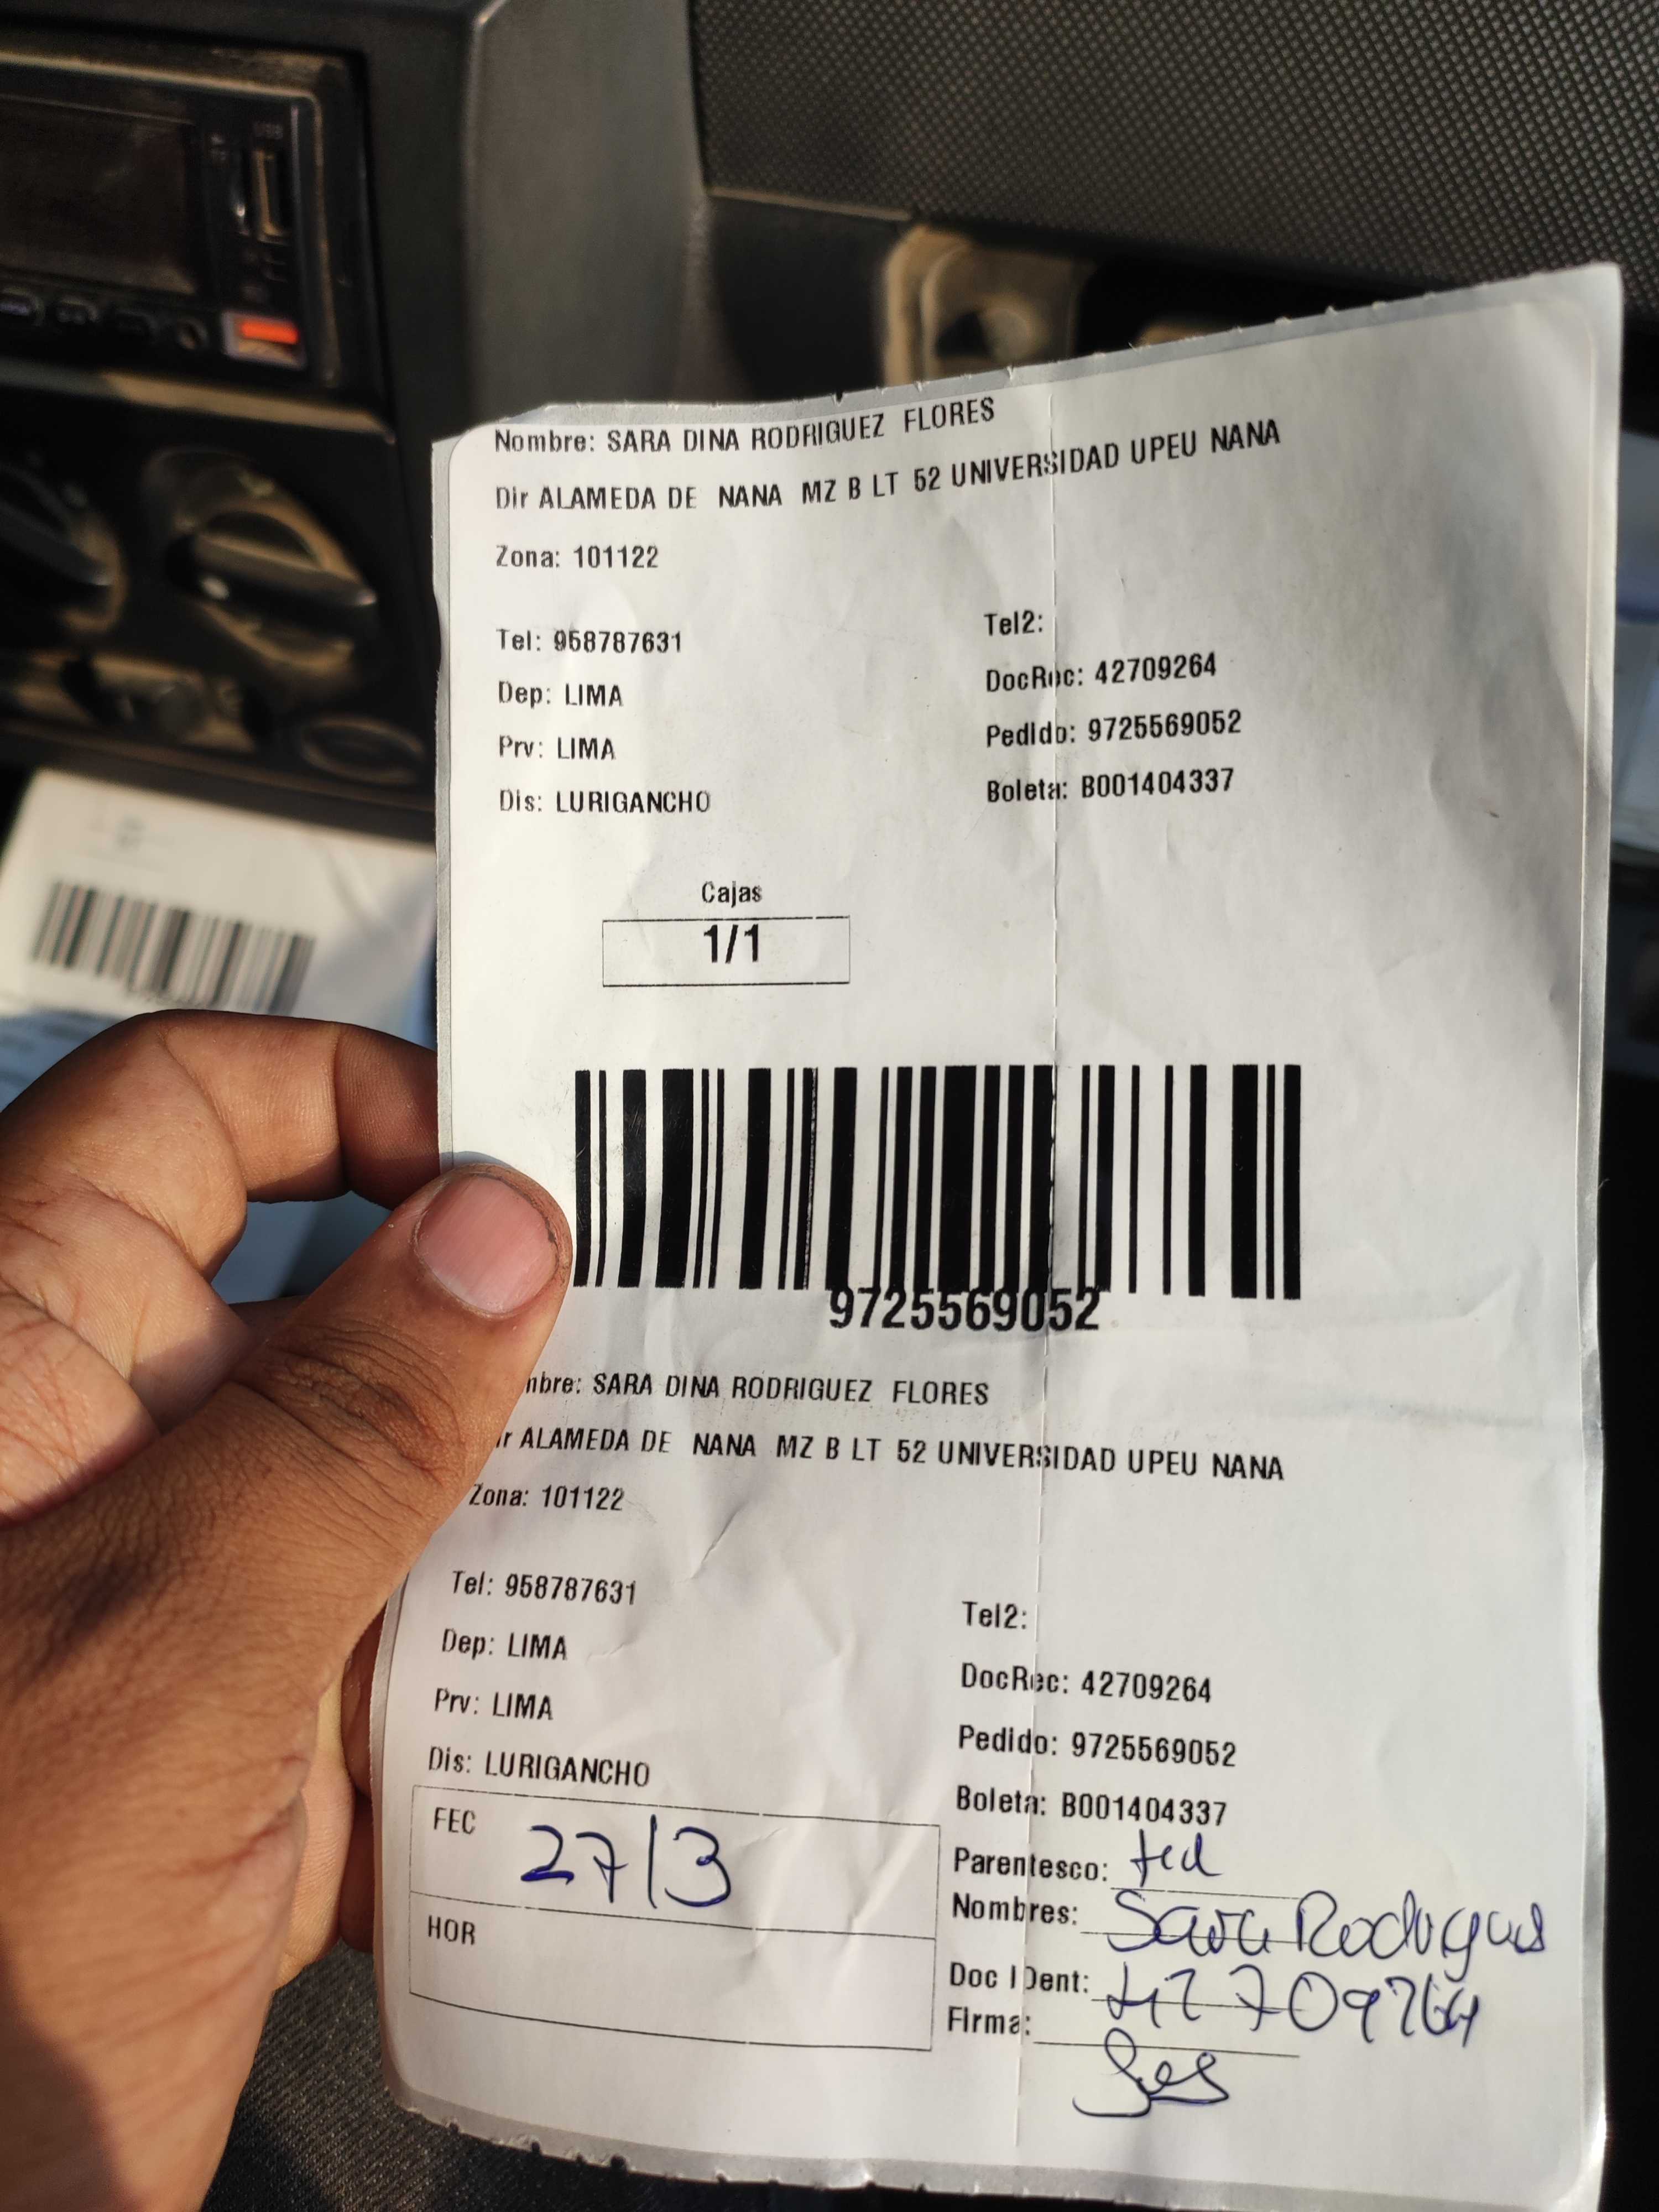 Nombre: SARA DINA RODRIGUEZ FLORES
Dir ALAMEDA DE NANA MZ B LT 52 UNIVERSIDAD UPEU NANA
Zona: 101122
Tel: 958787631
Tel2:
Dep: LIMA
DocRec: 42709264
Prv: LIMA
Pedido: 9725569052
Dis: LURIGANCHO
Boleta: B001404337
Cajas
1/1
9725569052
mbre: SARA DINA RODRIGUEZ FLORES
ir ALAMEDA DE NANA MZ B LT 52 UNIVERSIDAD UPEU NANA
Zona: 101122
Tel: 958787631
Tel2:
Dep: LIMA
DocRec: 42709264
Prv: LIMA
Pedido: 9725569052
Dis: LURIGANCHO
Boleta: B001404337
FEC 27/3
Parentesco:
Nombres: Sara Rodriguez
HOR
Doc IDent: 42709264
Firma: